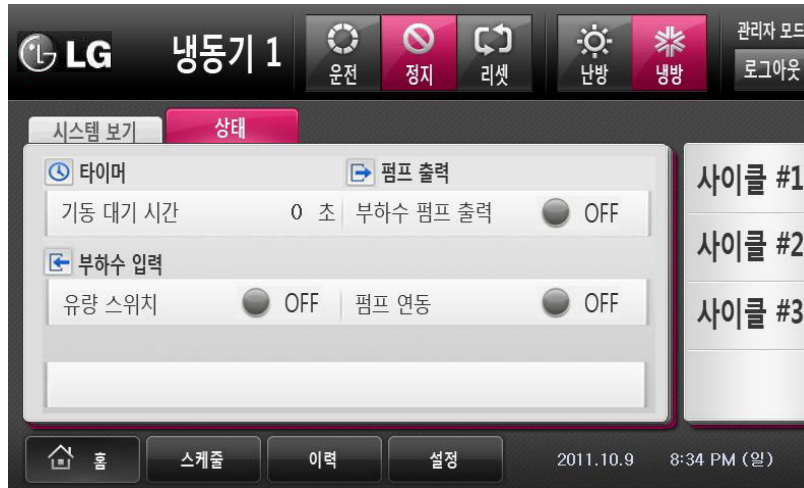 LG 냉동기 1 운전 정지 리셋 난방 냉방 관리자 모드
로그아웃
시스템 보기 상태
타이머 펌프 출력
기동 대기 시간 0 초 부하수 펌프 출력 OFF
부하수 입력
유량 스위치 OFF 펌프 연동 OFF
사이클 #1
사이클 #2
사이클 #3
홈 스케줄 이력 설정 2011.10.9 8:34 PM (일)